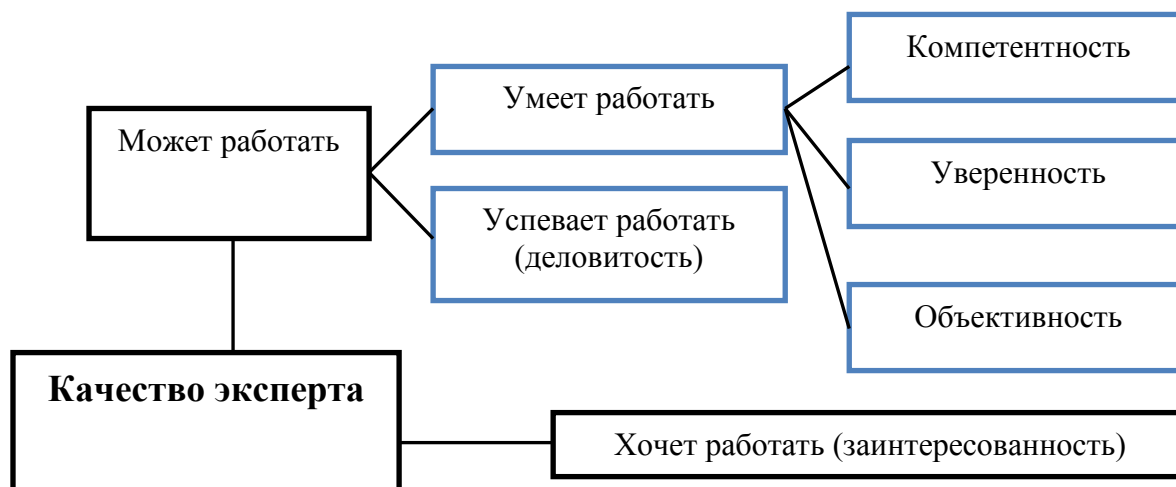 Компетентность
Умеет работать
Может работать
Уверенность
Успевает работать
(деловитость)
Объективность
Качество эксперта
Хочет работать (заинтересованность)